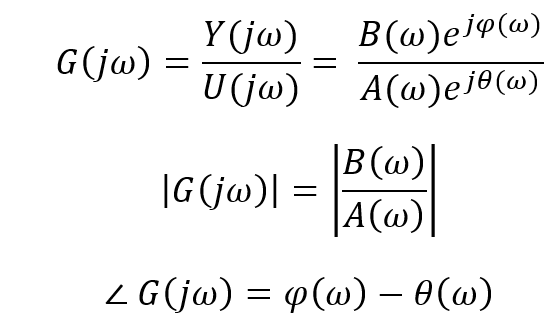 G(jω) = Y(jω)/U(jω) = B(ω)e^{jφ(ω)}/A(ω)e^{jθ(ω)}
|G(jω)| = |B(ω)/A(ω)|
∠ G(jω) = φ(ω) − θ(ω)